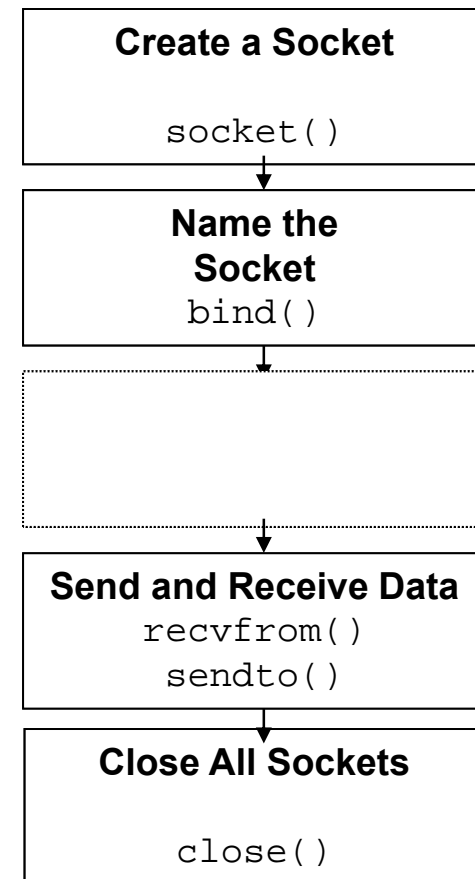 Create a Socket
socket()
Name the
Socket
bind()
Send and Receive Data
recvfrom()
sendto()
Close All Sockets
close()